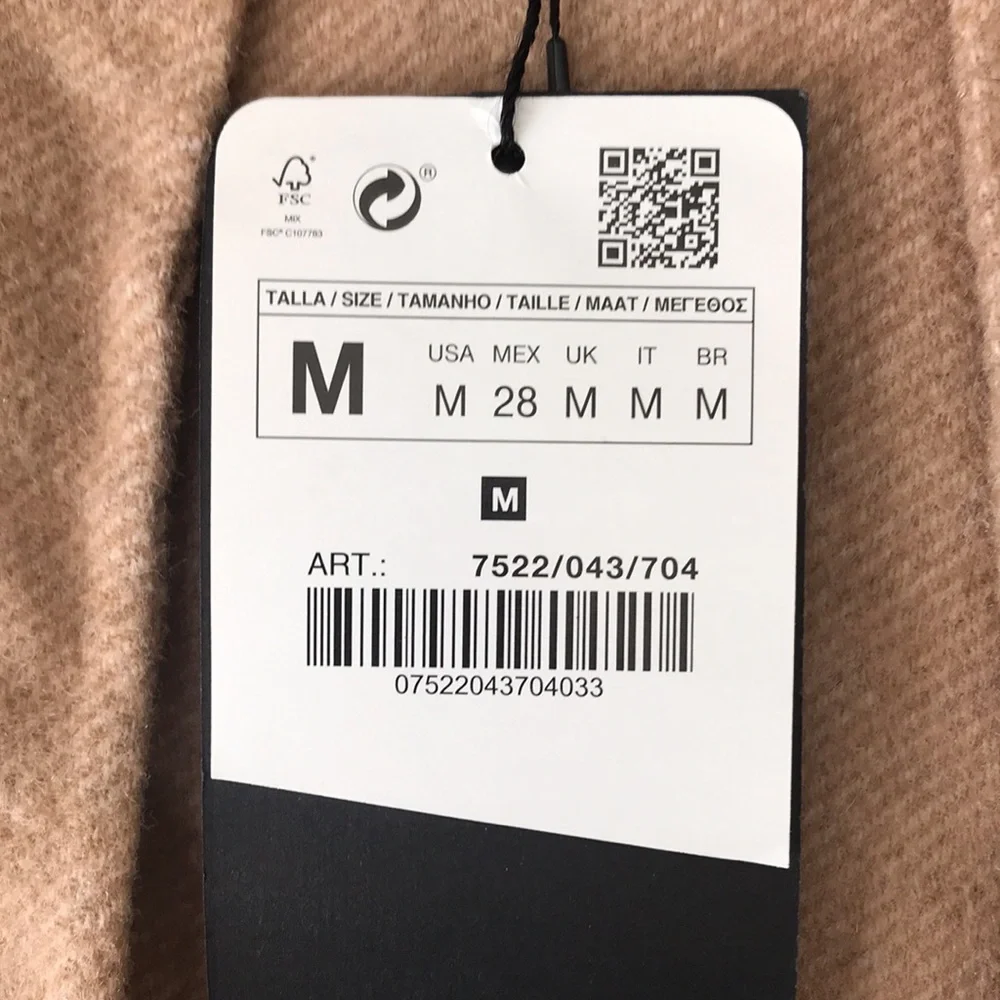 FSC
MIX
FSC® C107783
®
TALLA / SIZE / TAMANHO / TAILLE / MAAT / ΜΕΓΕΘΟΣ
M
USA MEX UK IT BR
M 28 M M M
M
ART.: 7522/043/704
07522043704033